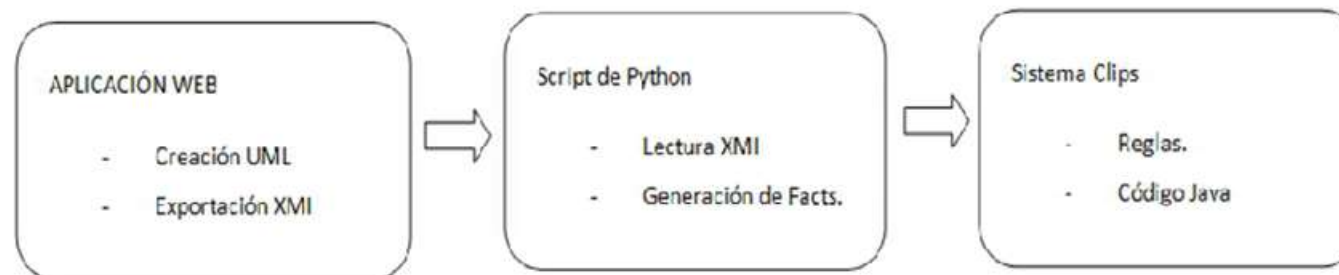 APLICACIÓN WEB
- Creación UML
- Exportación XMI
Script de Python
- Lectura XMI
- Generación de Facts.
Sistema Clips
- Reglas.
- Código Java